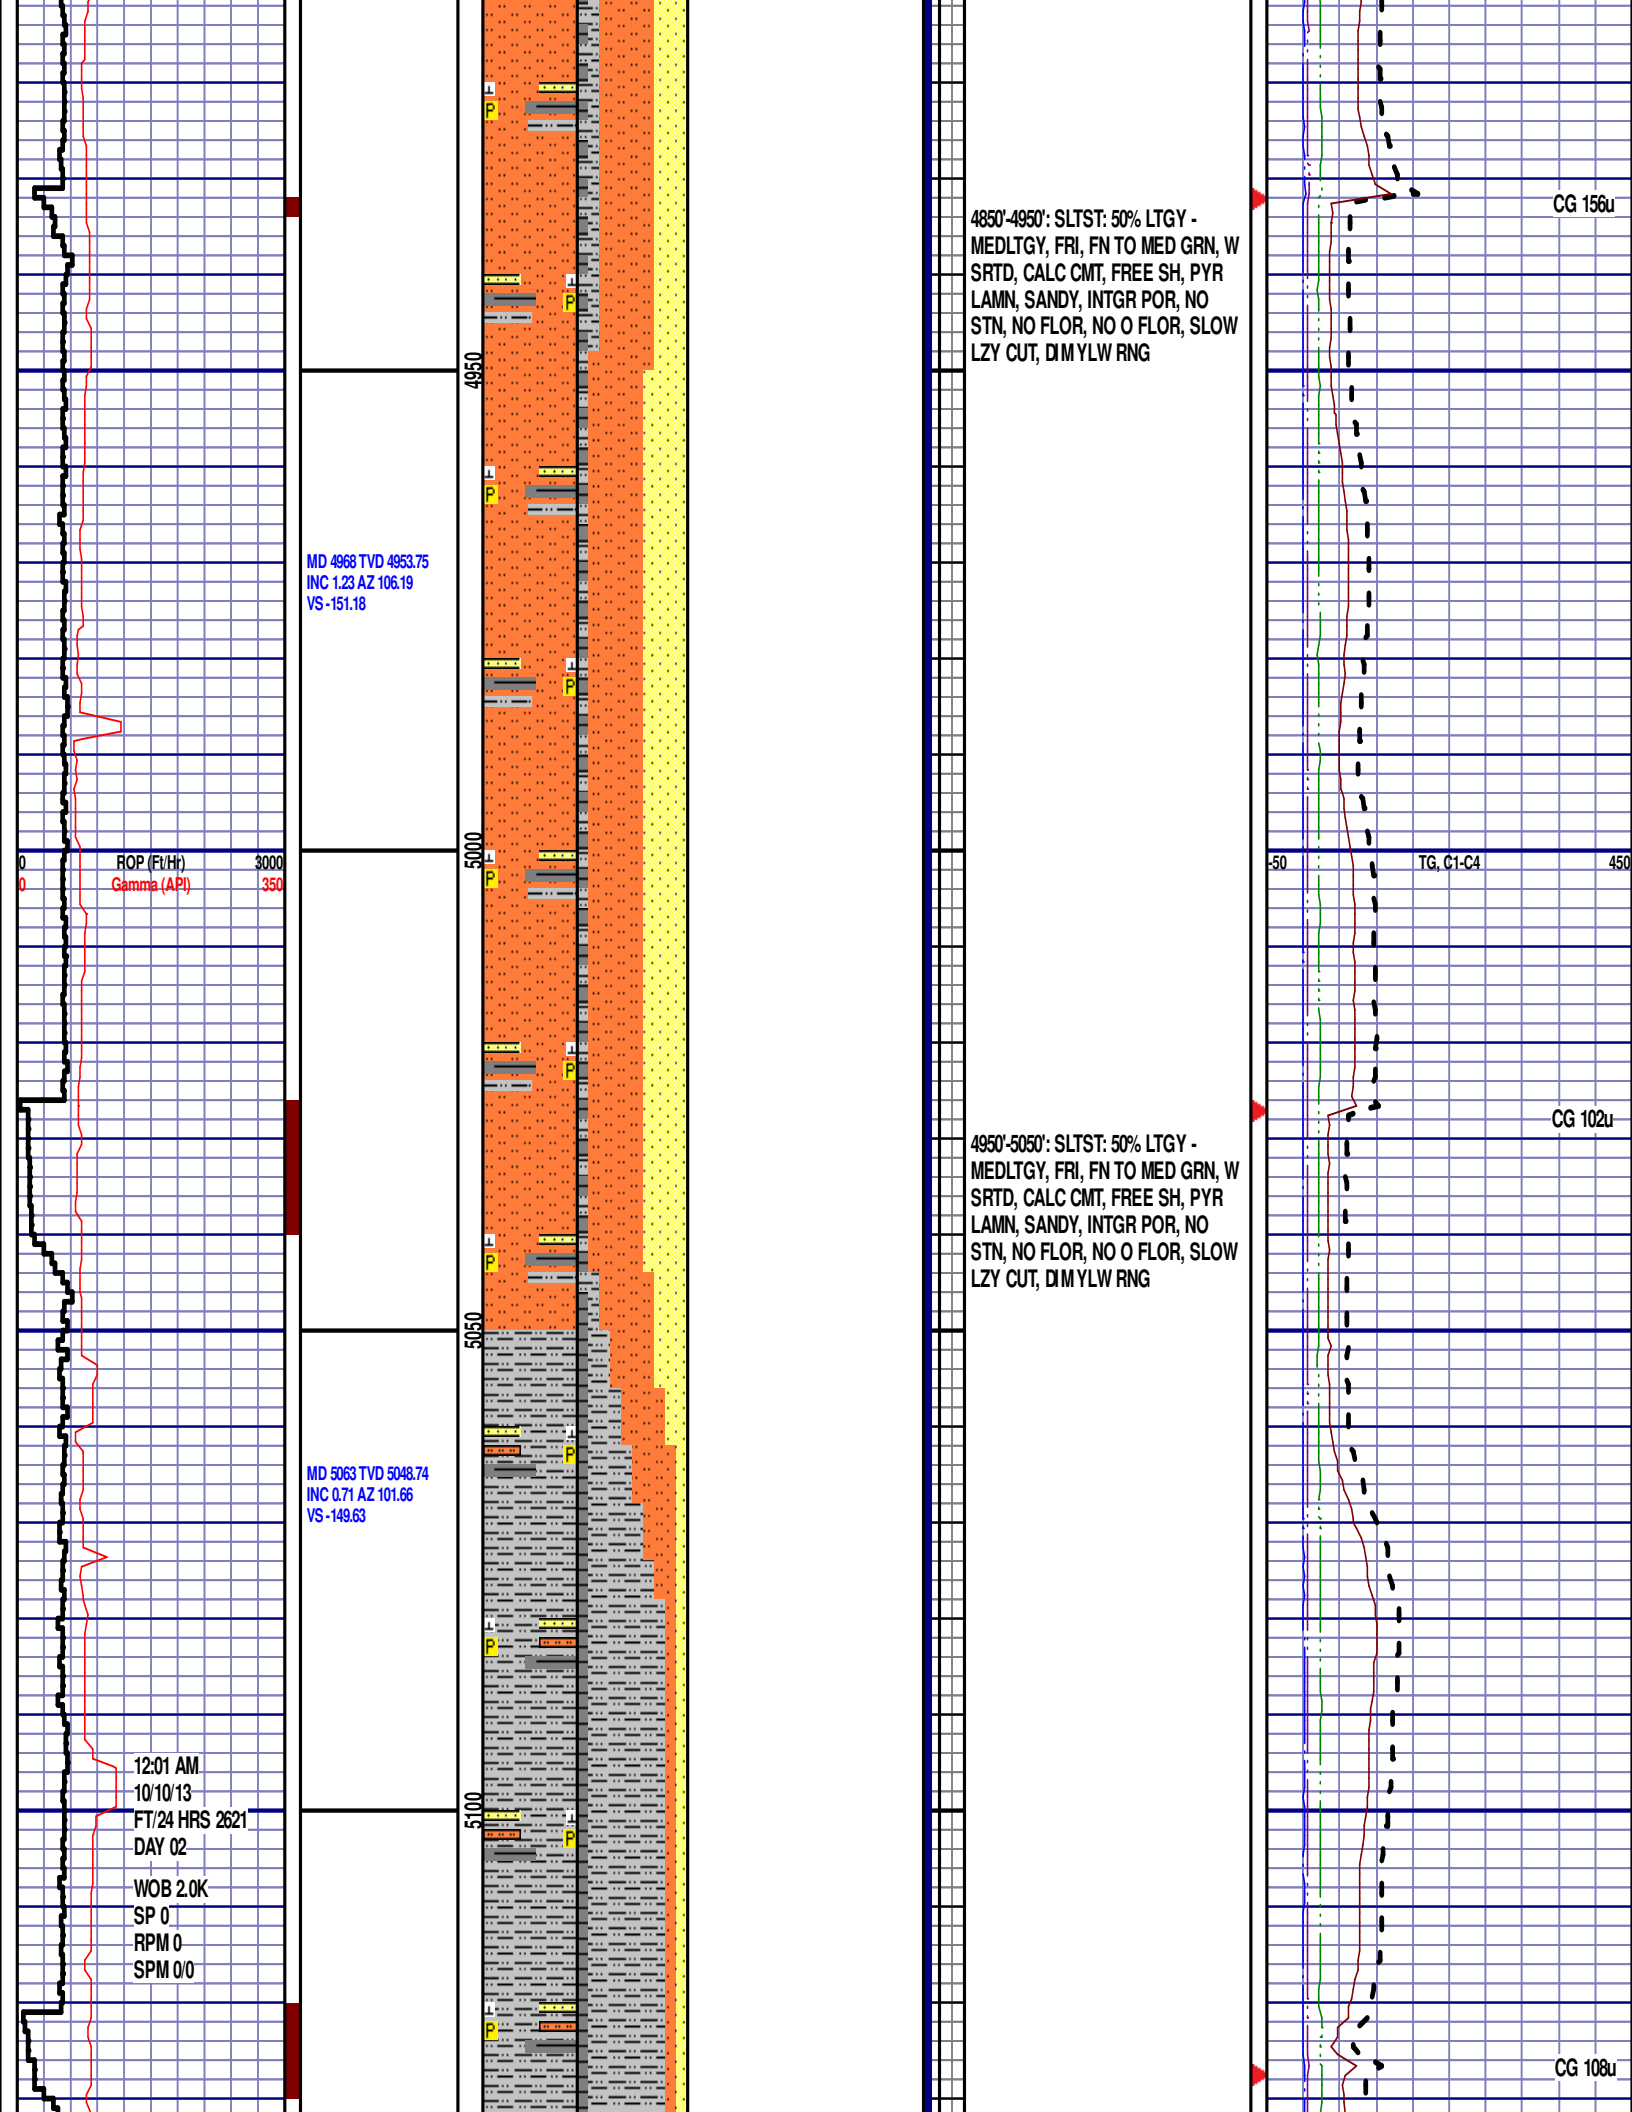 P
CG 156u
4850'-4950': SLTST: 50% LTGY -
MEDLTGY, FRI, FN TO MED GRN, W
SRTD, CALC CMT, FREE SH, PYR
LAMN, SANDY, INTGR POR, NO
STN, NO FLOR, NO O FLOR, SLOW
LZY CUT, DIM YLW RNG
P
4950
P
MD 4968 TVD 4953.75
INC 1.23 AZ 106.19
VS -151.18
P
5000
0 ROP (Ft/Hr) 3000
0 Gamma (API) 350
-50 TG, C1-C4 450
P
P
CG 102u
4950'-5050': SLTST: 50% LTGY -
MEDLTGY, FRI, FN TO MED GRN, W
SRTD, CALC CMT, FREE SH, PYR
LAMN, SANDY, INTGR POR, NO
STN, NO FLOR, NO O FLOR, SLOW
LZY CUT, DIM YLW RNG
P
5050
P
MD 5063 TVD 5048.74
INC 0.71 AZ 101.66
VS -149.63
P
12:01 AM
10/10/13
FT/24 HRS 2621
DAY 02
5100
P
WOB 2.0K
SP 0
RPM 0
SPM 0/0
P
CG 108u